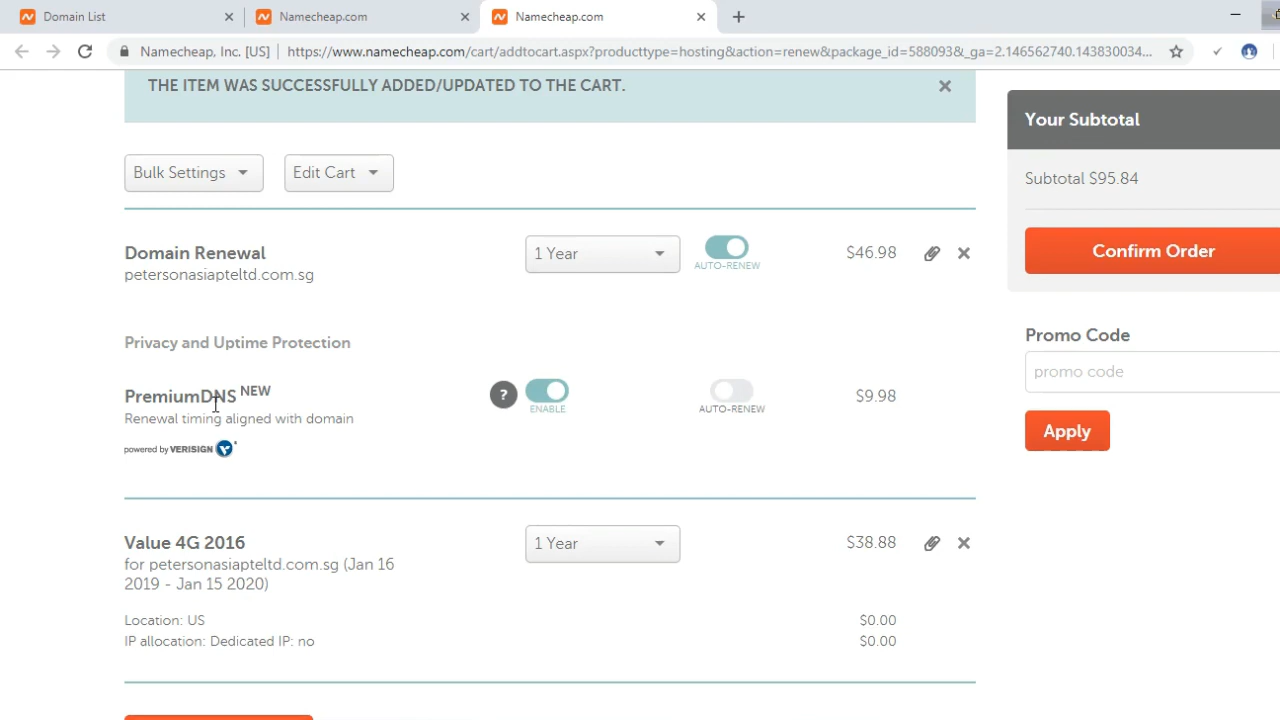 Domain List
Namecheap.com
Namecheap.com
Namecheap, Inc. [US]
https://www.namecheap.com/cart/addtocart.aspx?producttype=hosting&action=renew&package_id=588093&_ga=2.146562740.143830034...
THE ITEM WAS SUCCESSFULLY ADDED/UPDATED TO THE CART.
Bulk Settings
Edit Cart
Domain Renewal
petersonasiapteltd.com.sg
1 Year
AUTO-RENEW
$46.98
Privacy and Uptime Protection
PremiumDNS NEW
Renewal timing aligned with domain
powered by VERISIGN
?
ENABLE
AUTO-RENEW
$9.98
Value 4G 2016
for petersonasiapteltd.com.sg (Jan 16
2019 - Jan 15 2020)
1 Year
$38.88
Location: US
$0.00
IP allocation: Dedicated IP: no
$0.00
Your Subtotal
Subtotal $95.84
Confirm Order
Promo Code
promo code
Apply